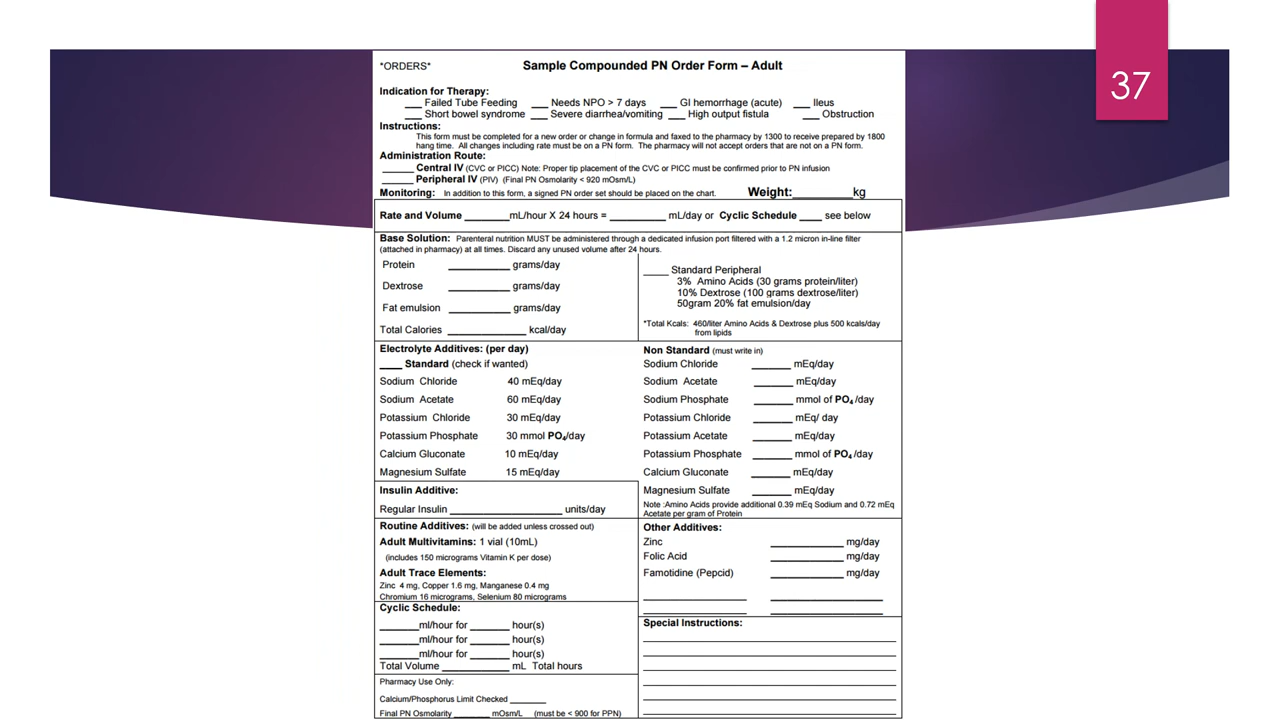 37
*ORDERS* Sample Compounded PN Order Form – Adult
Indication for Therapy:
___ Failed Tube Feeding ___ Needs NPO > 7 days ___ GI hemorrhage (acute) ___ Ileus
___ Short bowel syndrome ___ Severe diarrhea/vomiting ___ High output fistula ___ Obstruction
Instructions:
This form must be completed for a new order or change in formula and faxed to the pharmacy by 1300 to receive prepared by 1800
hang time. All changes including rate must be on a PN form. The pharmacy will not accept orders that are not on a PN form.
Administration Route:
_____ Central IV (CVC or PICC) Note: Proper tip placement of the CVC or PICC must be confirmed prior to PN infusion
_____ Peripheral IV (PIV) (Final PN Osmolarity < 920 mOsm/L)
Monitoring: In addition to this form, a signed PN order set should be placed on the chart. Weight:________kg
Rate and Volume ________mL/hour X 24 hours = __________ mL/day or Cyclic Schedule ____ see below
Base Solution: Parenteral nutrition MUST be administered through a dedicated infusion port filtered with a 1.2 micron in-line filter
(attached in pharmacy) at all times. Discard any unused volume after 24 hours.
Protein ___________ grams/day
Dextrose ___________ grams/day
Fat emulsion ___________ grams/day
Total Calories ______________ kcal/day
_____ Standard Peripheral
3% Amino Acids (30 grams protein/liter)
10% Dextrose (100 grams dextrose/liter)
50gram 20% fat emulsion/day
*Total Kcals: 460/liter Amino Acids & Dextrose plus 500 kcals/day
from lipids
Electrolyte Additives: (per day)
____ Standard (check if wanted)
Sodium Chloride 40 mEq/day
Sodium Acetate 60 mEq/day
Potassium Chloride 30 mEq/day
Potassium Phosphate 30 mmol PO₄/day
Calcium Gluconate 10 mEq/day
Magnesium Sulfate 15 mEq/day
Non Standard (must write in)
Sodium Chloride _______ mEq/day
Sodium Acetate _______ mEq/day
Sodium Phosphate _______ mmol of PO₄ /day
Potassium Chloride _______ mEq/ day
Potassium Acetate _______ mEq/day
Potassium Phosphate _______ mmol of PO₄ /day
Calcium Gluconate _______ mEq/day
Magnesium Sulfate _______ mEq/day
Note :Amino Acids provide additional 0.39 mEq Sodium and 0.72 mEq
Acetate per gram of Protein
Insulin Additive:
Regular Insulin ____________________ units/day
Routine Additives: (will be added unless crossed out)
Adult Multivitamins: 1 vial (10mL)
(includes 150 micrograms Vitamin K per dose)
Adult Trace Elements:
Zinc 4 mg, Copper 1.6 mg, Manganese 0.4 mg
Chromium 16 micrograms, Selenium 80 micrograms
Other Additives:
Zinc _____________ mg/day
Folic Acid _____________ mg/day
Famotidine (Pepcid) _____________ mg/day
Cyclic Schedule:
_______ml/hour for _______ hour(s)
_______ml/hour for _______ hour(s)
_______ml/hour for _______ hour(s)
Total Volume ____________ mL Total hours
Special Instructions:
Pharmacy Use Only:
Calcium/Phosphorus Limit Checked ________
Final PN Osmolarity ________ mOsm/L (must be < 900 for PPN)